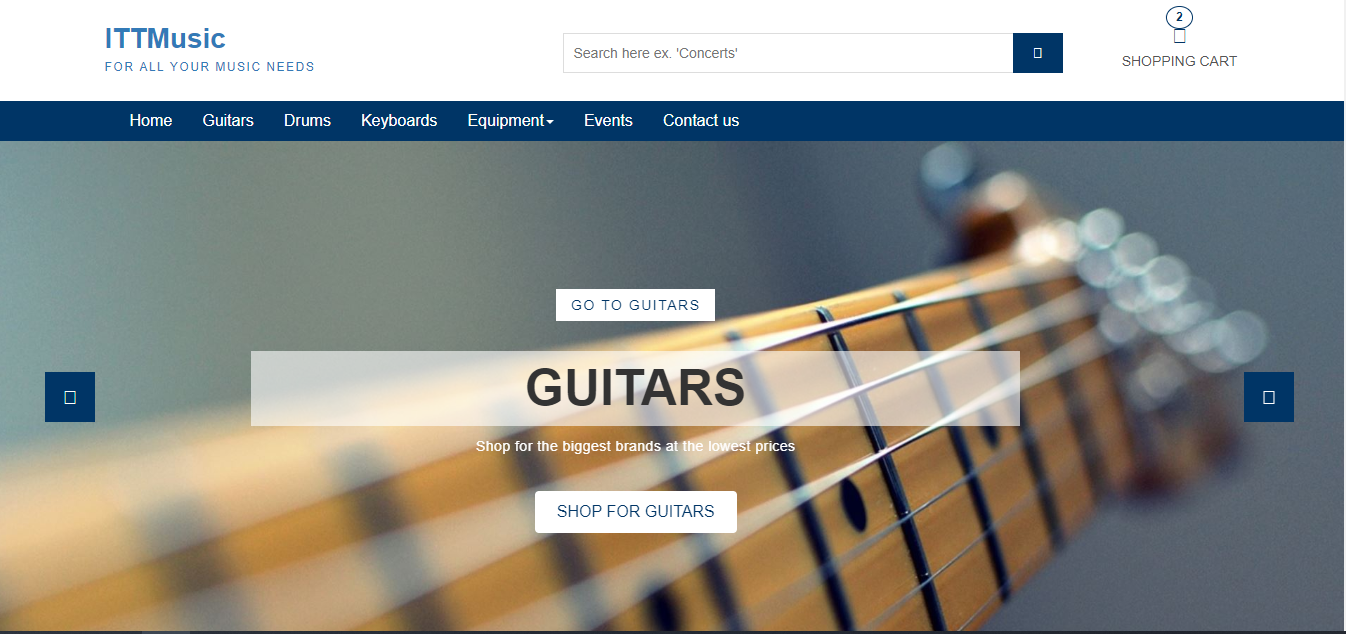 ITTMusic
FOR ALL YOUR MUSIC NEEDS
Search here ex. 'Concerts'
2
SHOPPING CART
Home Guitars Drums Keyboards Equipment Events Contact us
GO TO GUITARS
GUITARS
Shop for the biggest brands at the lowest prices
SHOP FOR GUITARS